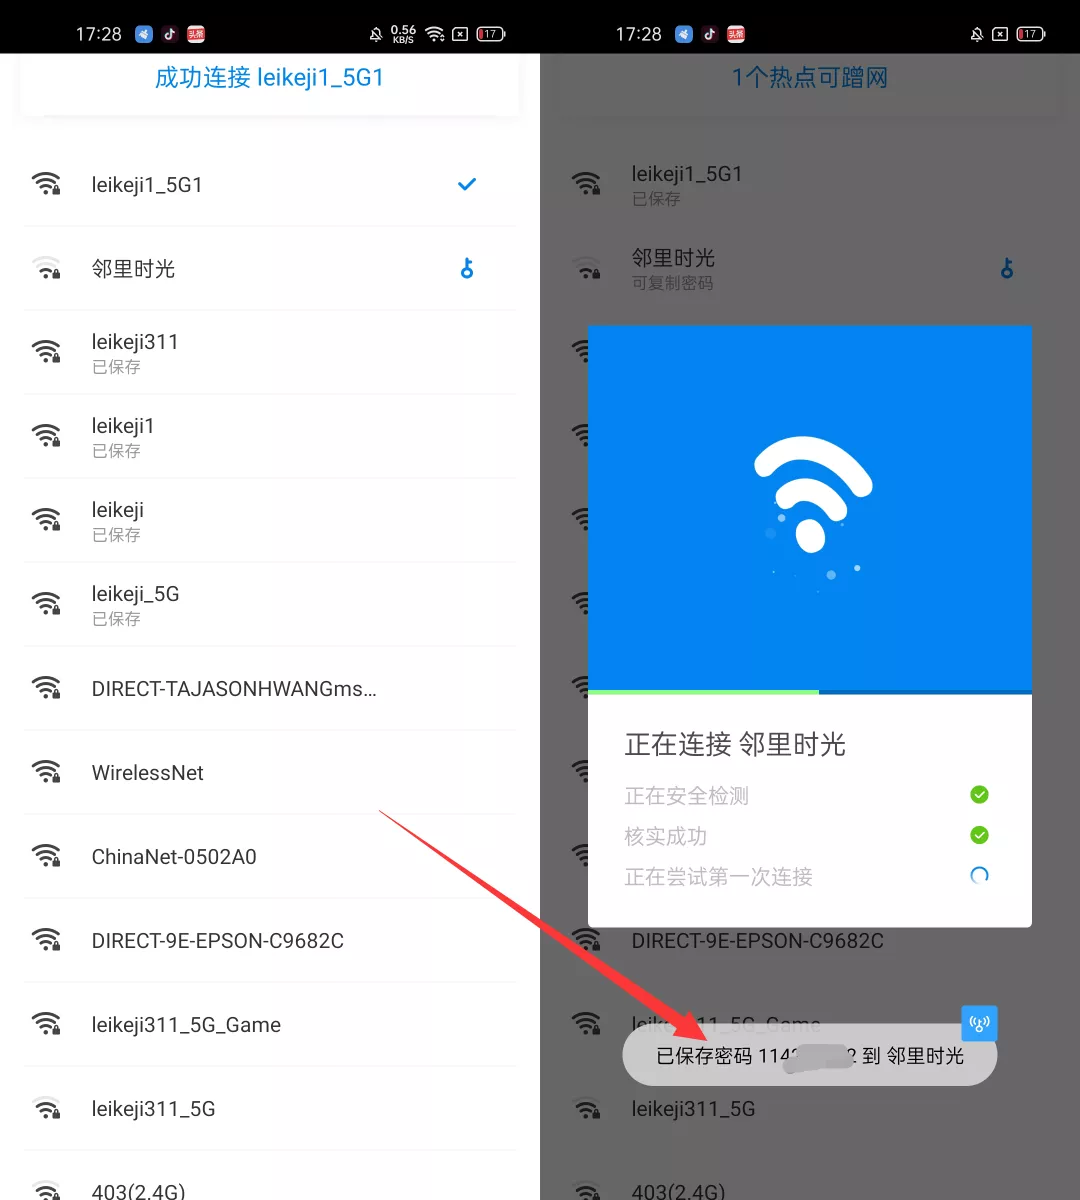 17:28
头条
0.56
KB/S
17
成功连接 leikeji1_5G1
leikeji1_5G1
邻里时光
leikeji311
已保存
leikeji1
已保存
leikeji
已保存
leikeji_5G
已保存
DIRECT-TAJASONHWANGms...
WirelessNet
ChinaNet-0502A0
DIRECT-9E-EPSON-C9682C
leikeji311_5G_Game
leikeji311_5G
403(2.4G)
17:28
头条
17
1个热点可蹭网
leikeji1_5G1
已保存
邻里时光
可复制密码
正在连接 邻里时光
正在安全检测
核实成功
正在尝试第一次连接
DIRECT-9E-EPSON-C9682C
leikeji311_5G_Game
已保存密码 114 2 到 邻里时光
leikeji311_5G
403(2.4G)